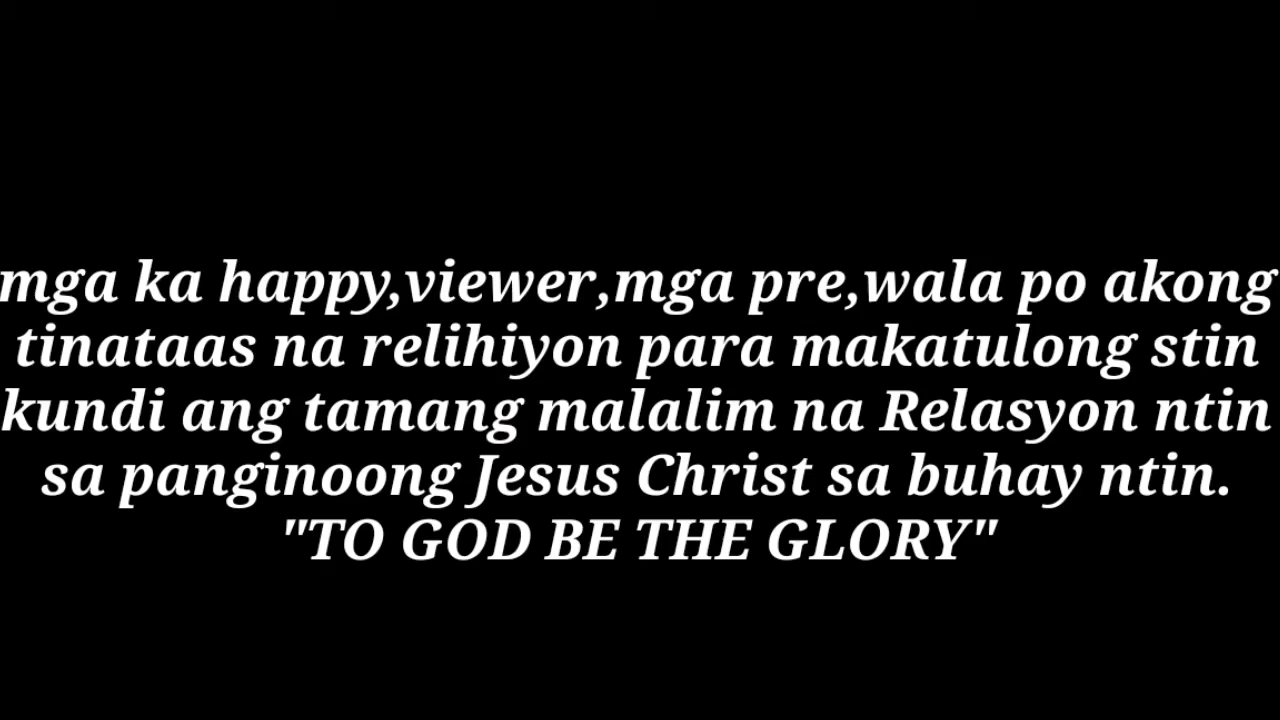 mga ka happy,viewer,mga pre,wala po akong
tinataas na relihiyon para makatulong stin
kundi ang tamang malalim na Relasyon ntin
sa panginoong Jesus Christ sa buhay ntin.
"TO GOD BE THE GLORY"